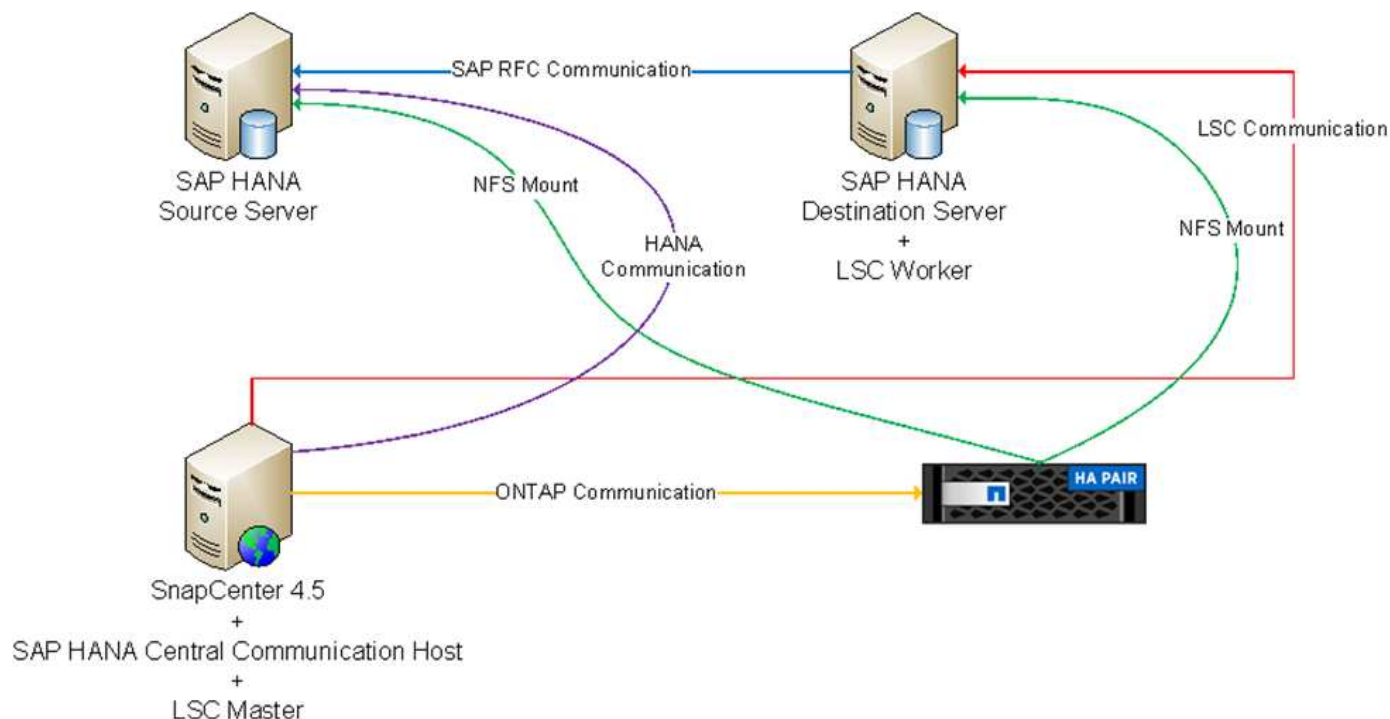 SAP RFC Communication
LSC Communication
SAP HANA
Source Server
NFS Mount
SAP HANA
Destination Server
+
LSC Worker
NFS Mount
HANA
Communication
HA PAIR
ONTAP Communication
SnapCenter 4.5
+
SAP HANA Central Communication Host
+
LSC Master